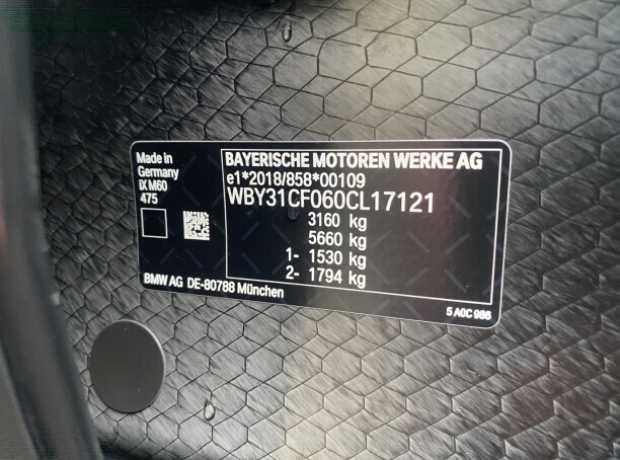 Made in
Germany
iX M60
475
BAYERISCHE MOTOREN WERKE AG
e1*2018/858*00109
WBY31CF060CL17121
3160 kg
5660 kg
1- 1530 kg
2- 1794 kg
BMW AG DE-80788 München
5 A0C 986